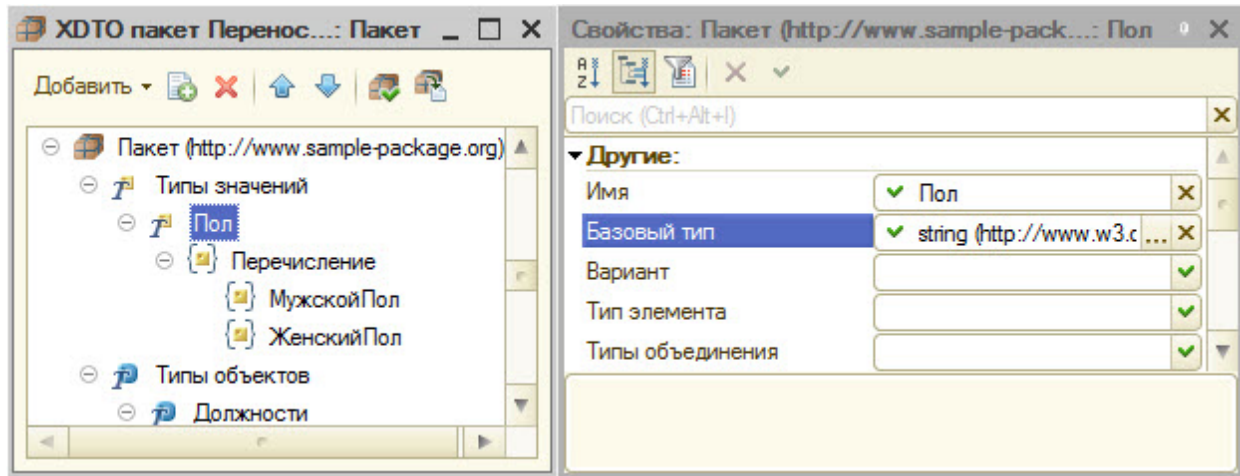 XDTO пакет Перенос...: Пакет
Добавить
Пакет (http://www.sample-package.org)
Типы значений
Пол
Перечисление
МужскойПол
ЖенскийПол
Типы объектов
Должности
Свойства: Пакет (http://www.sample-pack...: Пол
Поиск (Ctrl+Alt+I)
Другие:
Имя
Пол
Базовый тип
string (http://www.w3.c ...
Вариант
Тип элемента
Типы объединения